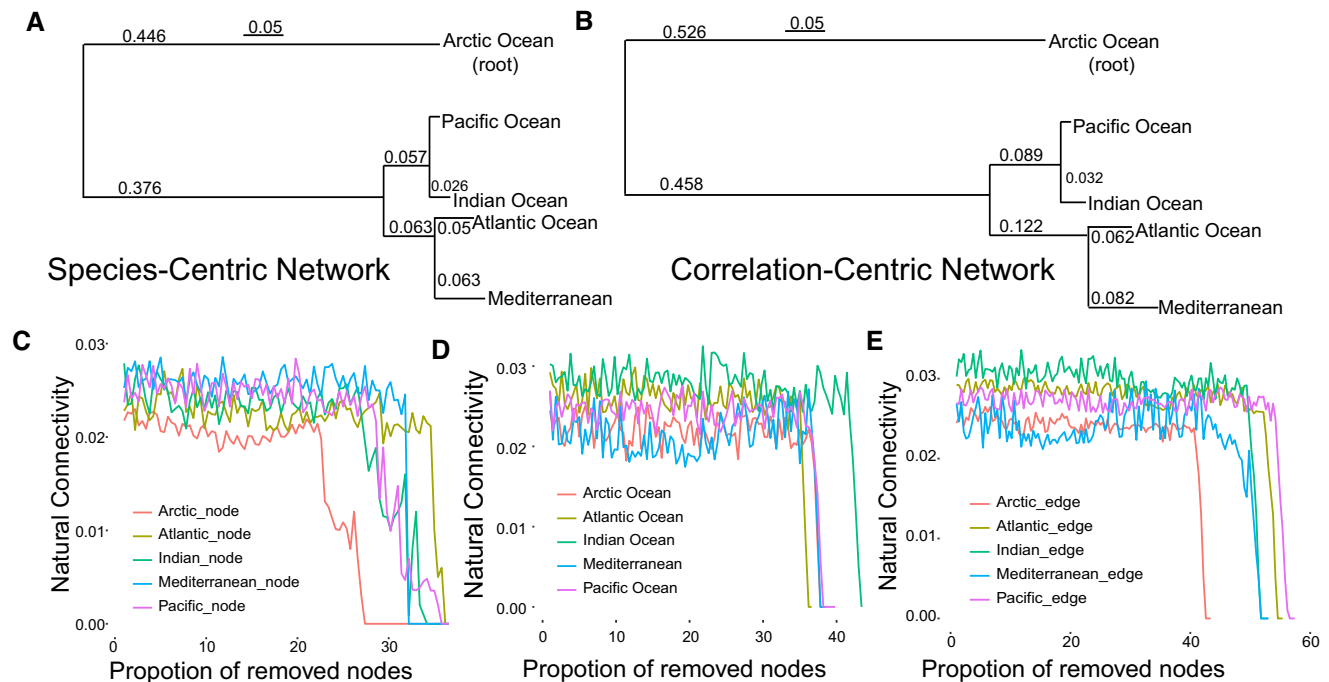 A
0.446
0.05
Arctic Ocean
(root)
Pacific Ocean
0.057
0.026
Indian Ocean
0.376
0.063
0.05
Atlantic Ocean
0.063
Mediterranean
Species-Centric Network
B
0.526
0.05
Arctic Ocean
(root)
Pacific Ocean
0.089
0.032
Indian Ocean
0.458
0.122
0.062
Atlantic Ocean
0.082
Mediterranean
Correlation-Centric Network
C
Natural Connectivity
0.03
0.02
0.01
0.00
Arctic_node
Atlantic_node
Indian_node
Mediterranean_node
Pacific_node
0
10
20
30
Propotion of removed nodes
D
Natural Connectivity
0.03
0.02
0.01
0.00
Arctic Ocean
Atlantic Ocean
Indian Ocean
Mediterranean
Pacific Ocean
0
10
20
30
40
Propotion of removed nodes
E
Natural Connectivity
0.03
0.02
0.01
0.00
Arctic_edge
Atlantic_edge
Indian_edge
Mediterranean_edge
Pacific_edge
0
20
40
60
Propotion of removed nodes